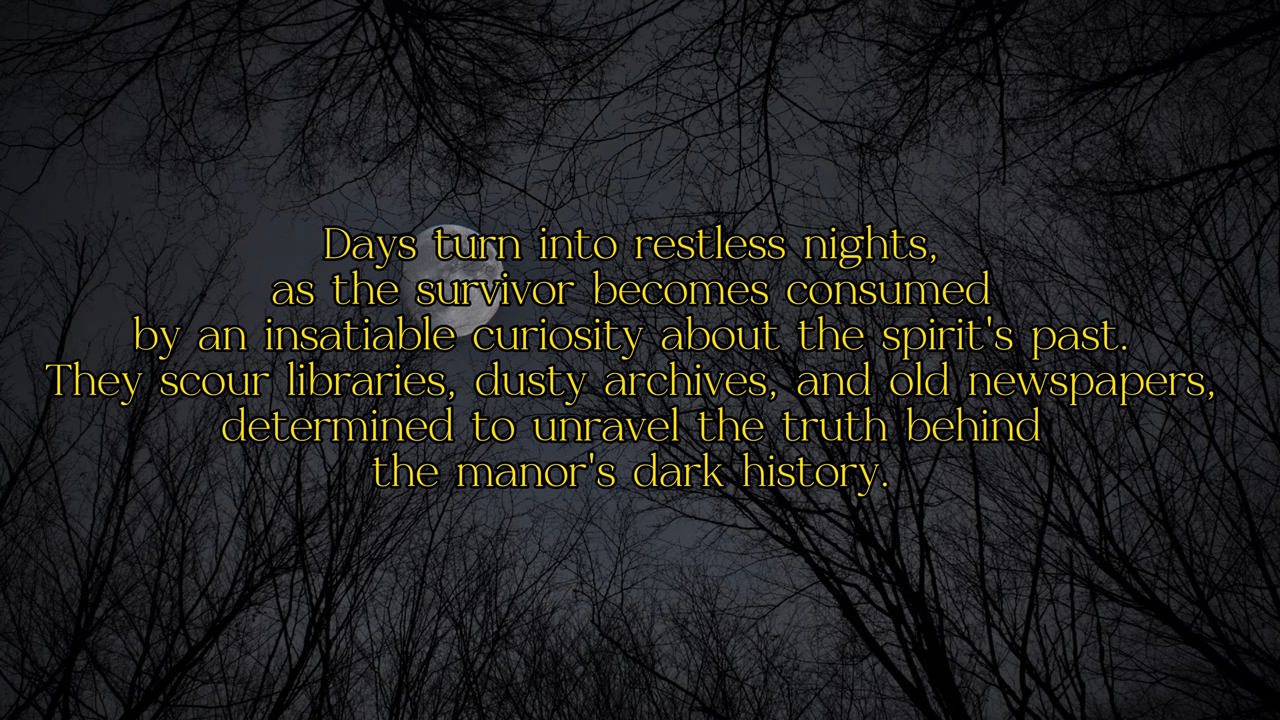 Days turn into restless nights,
as the survivor becomes consumed
by an insatiable curiosity about the spirit's past.
They scour libraries, dusty archives, and old newspapers,
determined to unravel the truth behind
the manor's dark history.